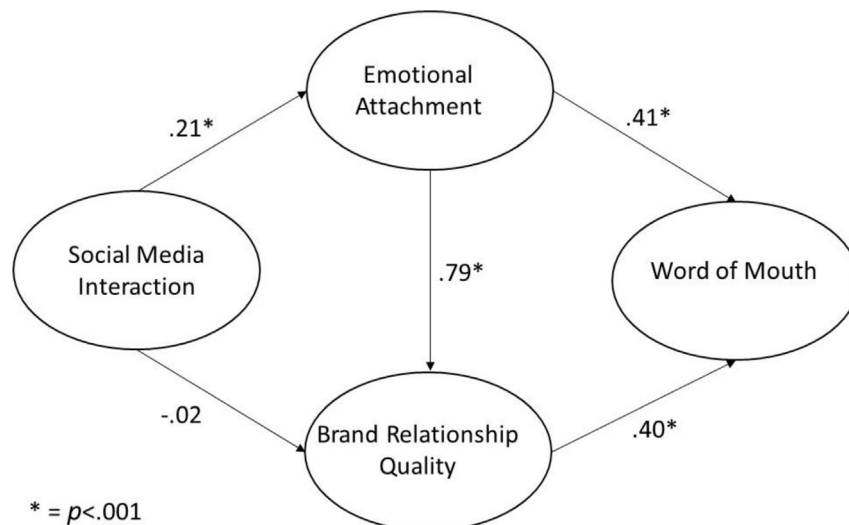 Emotional
Attachment
.21*
.41*
Social Media
Interaction
.79*
Word of Mouth
-.02
Brand Relationship
Quality
.40*
* = p<.001